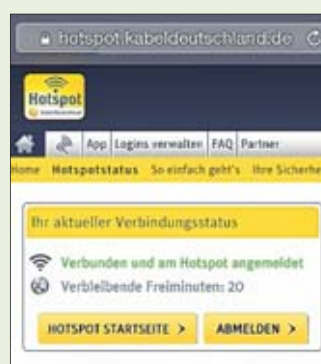 hotspot.kabeldeutschland.de
Hotspot
App Logins verwalten FAQ Partner
Home Hotspotstatus So einfach geht's Ihre Sicherhe
Ihr aktueller Verbindungsstatus
Verbunden und am Hotspot angemeldet
Verbleibende Freiminuten: 20
HOTSPOT STARTSEITE > ABMELDEN >